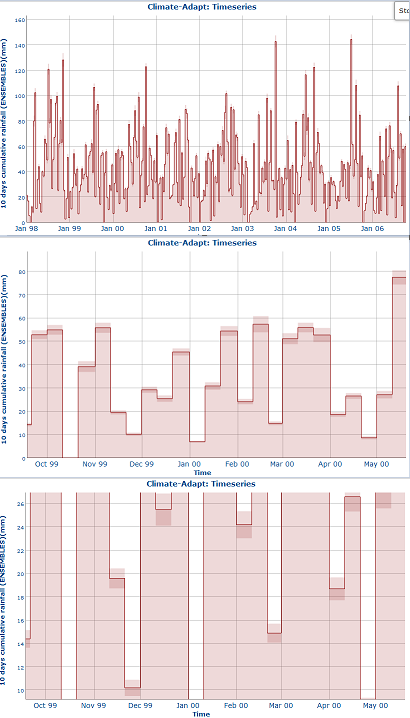 Climate-Adapt: Timeseries
Sto
10 days cumulative rainfall (ENSEMBLES)(mm)
160
140
120
100
80
60
40
20
0
Jan 98 Jan 99 Jan 00 Jan 01 Jan 02 Jan 03 Jan 04 Jan 05 Jan 06
Climate-Adapt: Timeseries
10 days cumulative rainfall (ENSEMBLES)(mm)
80
70
60
50
40
30
20
10
0
Oct 99 Nov 99 Dec 99 Jan 00 Feb 00 Mar 00 Apr 00 May 00
Time
Climate-Adapt: Timeseries
10 days cumulative rainfall (ENSEMBLES)(mm)
26
24
22
20
18
16
14
12
10
Oct 99 Nov 99 Dec 99 Jan 00 Feb 00 Mar 00 Apr 00 May 00
Time